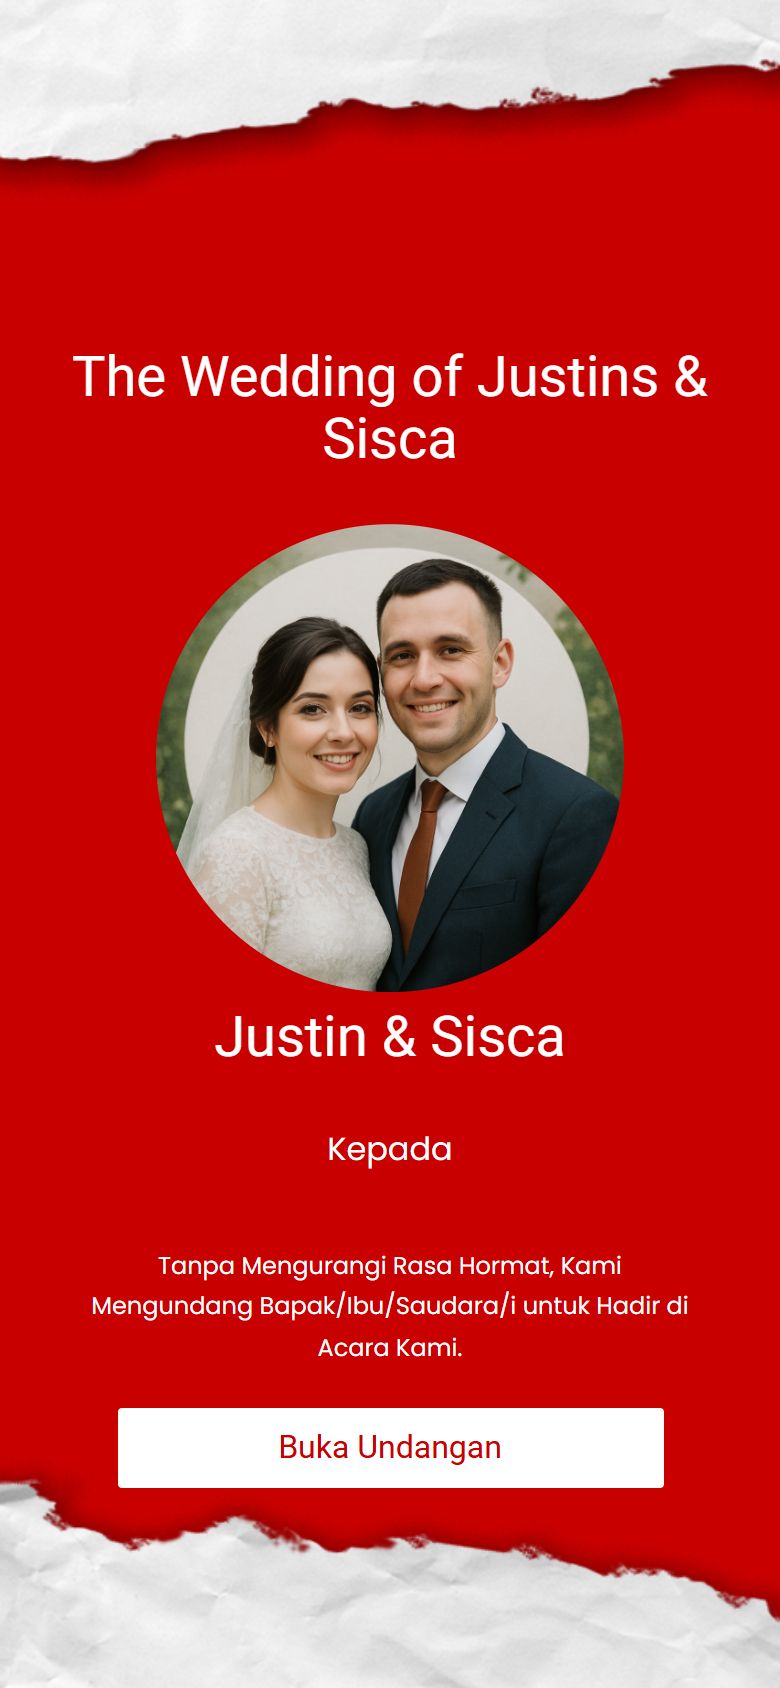 The Wedding of Justins &
Sisca
Justin & Sisca
Kepada
Tanpa Mengurangi Rasa Hormat, Kami
Mengundang Bapak/Ibu/Saudara/i untuk Hadir di
Acara Kami.
Buka Undangan